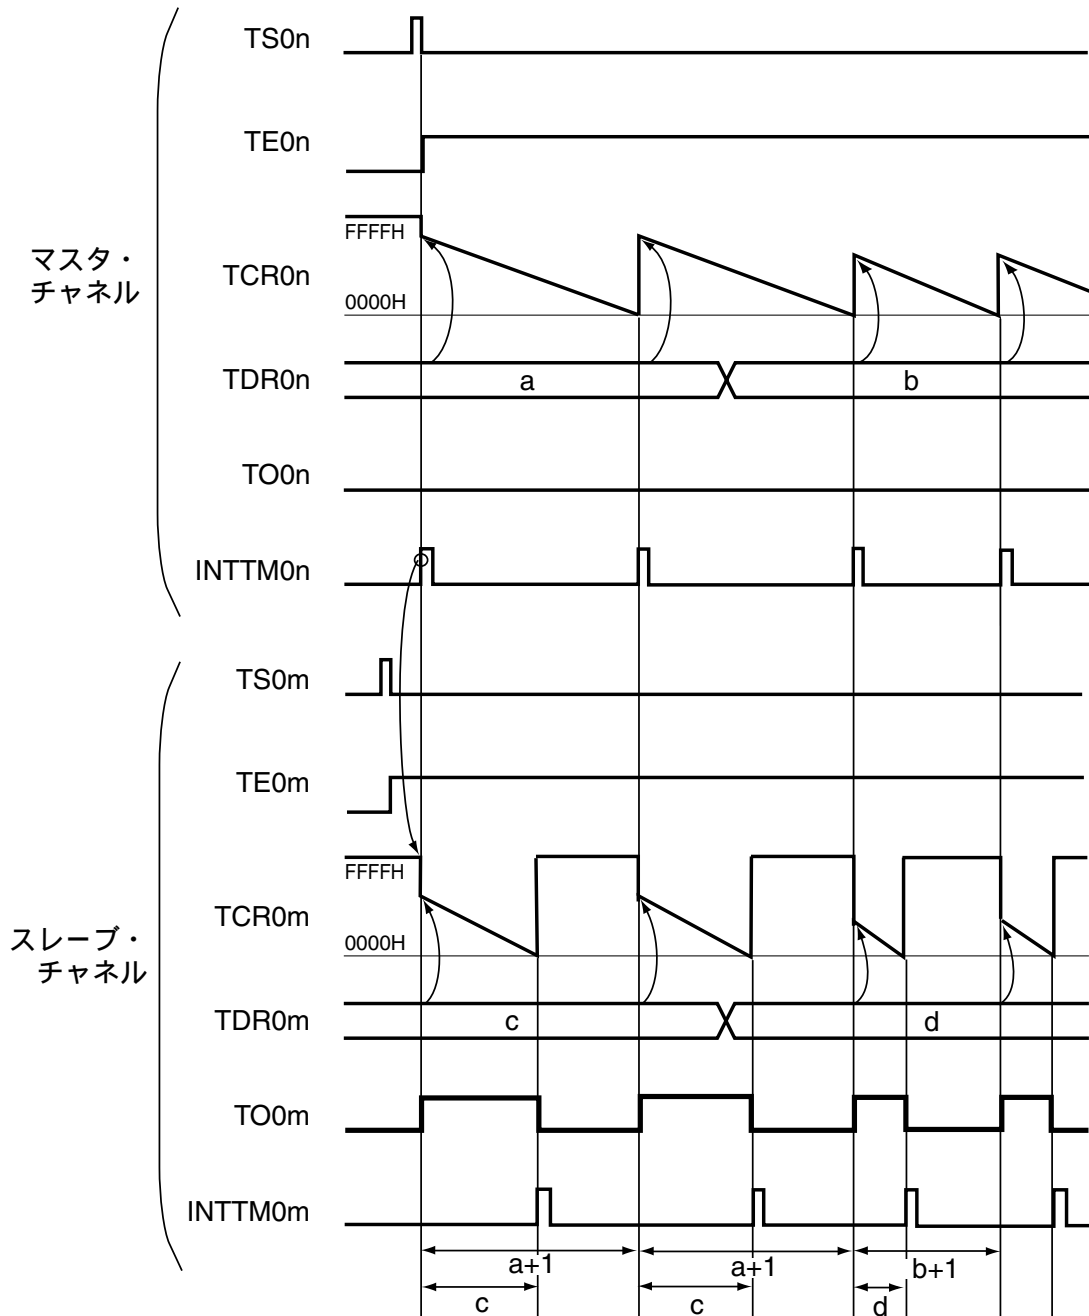 TS0n
TE0n
FFFFH
TCR0n
0000H
マスタ・
チャネル
TDR0n
a
b
TO0n
INTTM0n
TS0m
TE0m
FFFFH
TCR0m
0000H
スレーブ・
チャネル
TDR0m
c
d
TO0m
INTTM0m
a+1
a+1
b+1
c
c
d